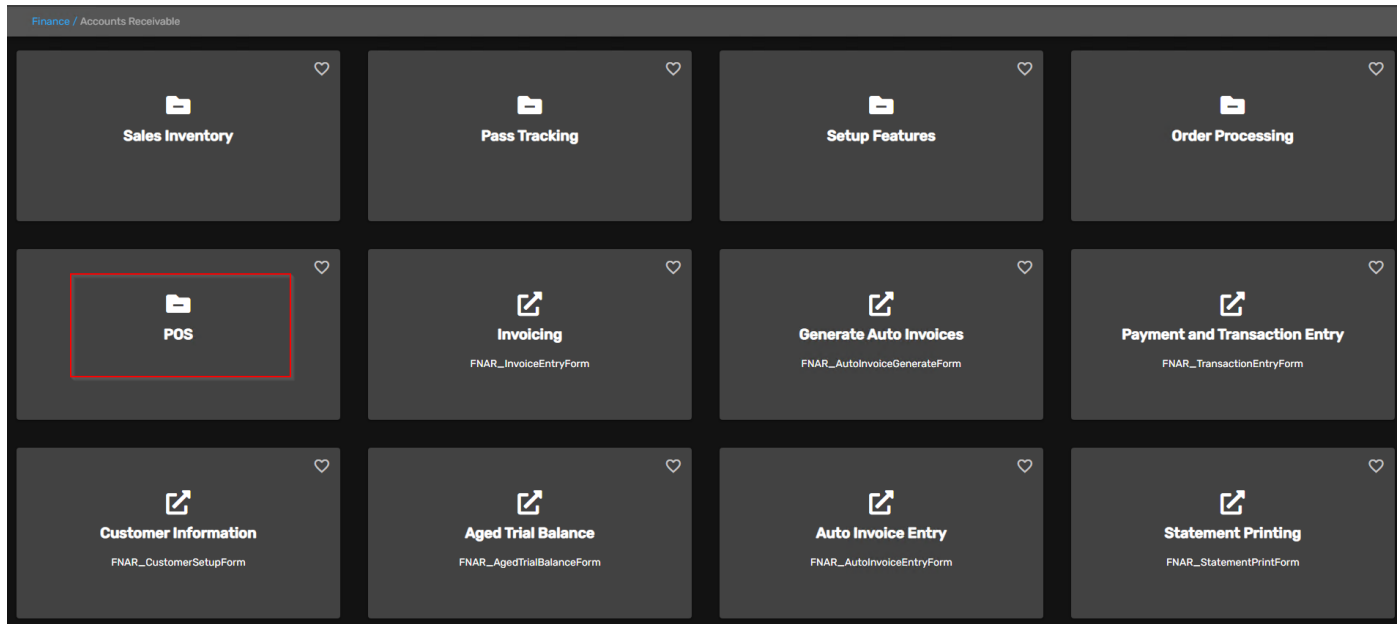 Finance / Accounts Receivable
Sales Inventory
Pass Tracking
Setup Features
Order Processing
POS
Invoicing
FNAR_InvoiceEntryForm
Generate Auto Invoices
FNAR_AutoInvoiceGenerateForm
Payment and Transaction Entry
FNAR_TransactionEntryForm
Customer Information
FNAR_CustomerSetupForm
Aged Trial Balance
FNAR_AgedTrialBalanceForm
Auto Invoice Entry
FNAR_AutoInvoiceEntryForm
Statement Printing
FNAR_StatementPrintForm